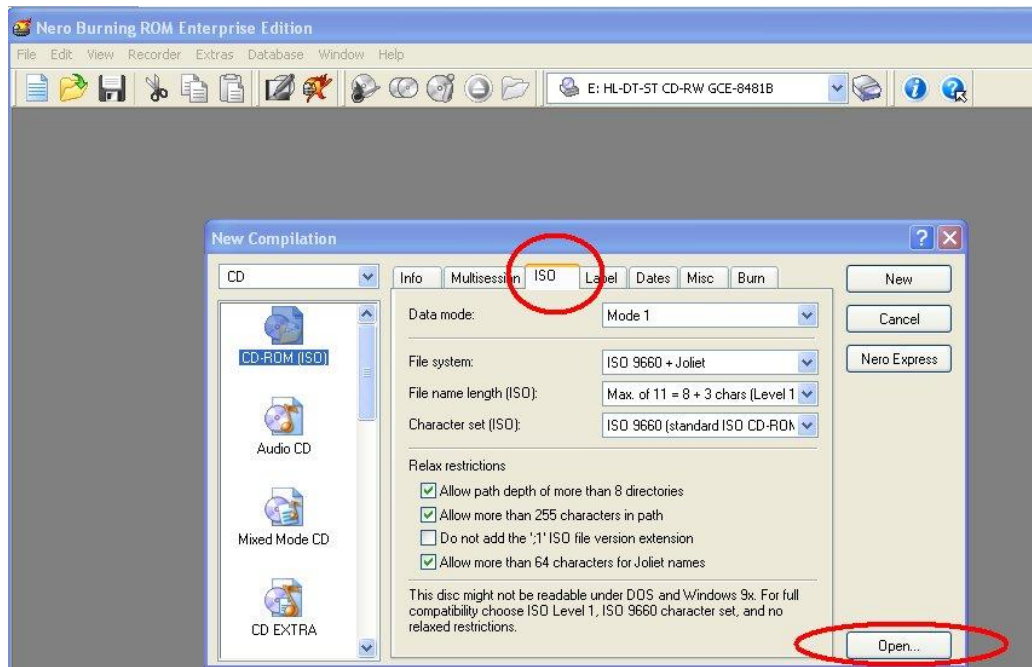 Nero Burning ROM Enterprise Edition
File Edit View Recorder Extras Database Window Help
E: HL-DT-ST CD-RW GCE-8481B
New Compilation
CD
Info Multisession ISO Label Dates Misc Burn
New
Data mode: Mode 1
Cancel
CD-ROM (ISO)
File system: ISO 9660 + Joliet
Nero Express
File name length (ISO): Max. of 11 = 8 + 3 chars (Level 1
Character set (ISO): ISO 9660 (standard ISO CD-ROM
Audio CD
Relax restrictions
Allow path depth of more than 8 directories
Allow more than 255 characters in path
Mixed Mode CD
Do not add the ';1' ISO file version extension
Allow more than 64 characters for Joliet names
This disc might not be readable under DOS and Windows 9x. For full
compatibility choose ISO Level 1, ISO 9660 character set, and no
relaxed restrictions.
CD EXTRA
Open...